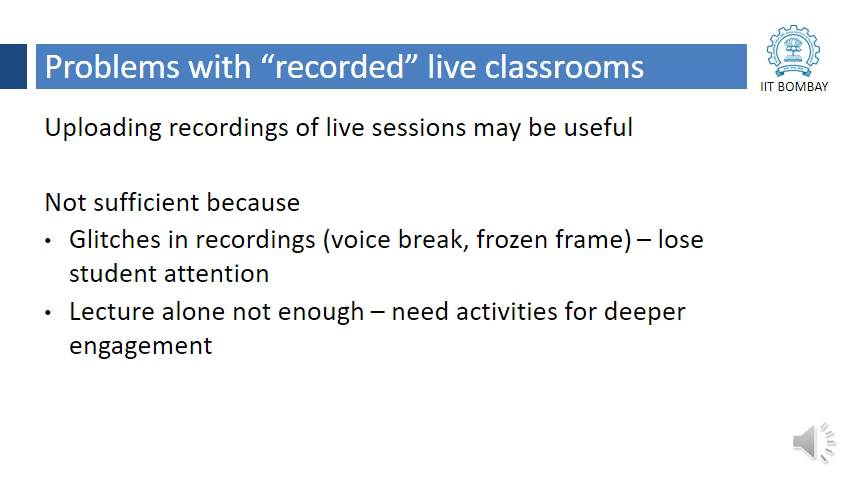 Problems with “recorded” live classrooms
IIT BOMBAY
Uploading recordings of live sessions may be useful
Not sufficient because
• Glitches in recordings (voice break, frozen frame) – lose
student attention
• Lecture alone not enough – need activities for deeper
engagement